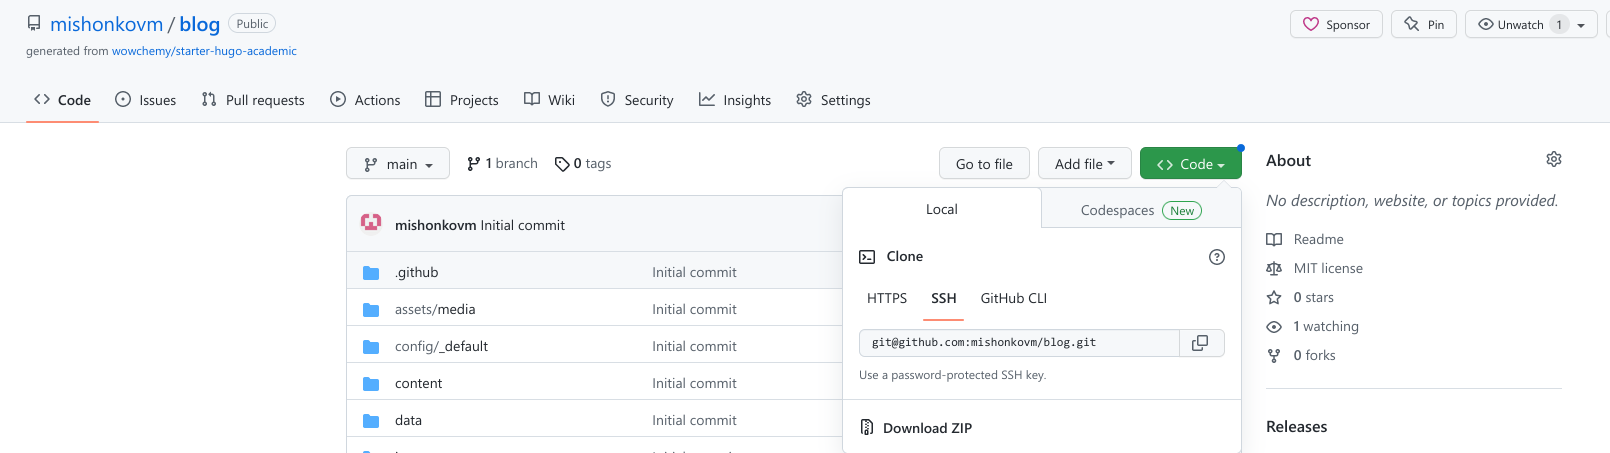 mishonkovm / blog Public
Sponsor Pin Unwatch 1
generated from wowchemy/starter-hugo-academic
Code Issues Pull requests Actions Projects Wiki Security Insights Settings
main 1 branch 0 tags Go to file Add file Code
mishonkovm Initial commit
.github Initial commit
assets/media Initial commit
config/_default Initial commit
content Initial commit
data Initial commit
Local Codespaces New
Clone
HTTPS SSH GitHub CLI
git@github.com:mishonkovm/blog.git
Use a password-protected SSH key.
Download ZIP
About
No description, website, or topics provided.
Readme
MIT license
0 stars
1 watching
0 forks
Releases